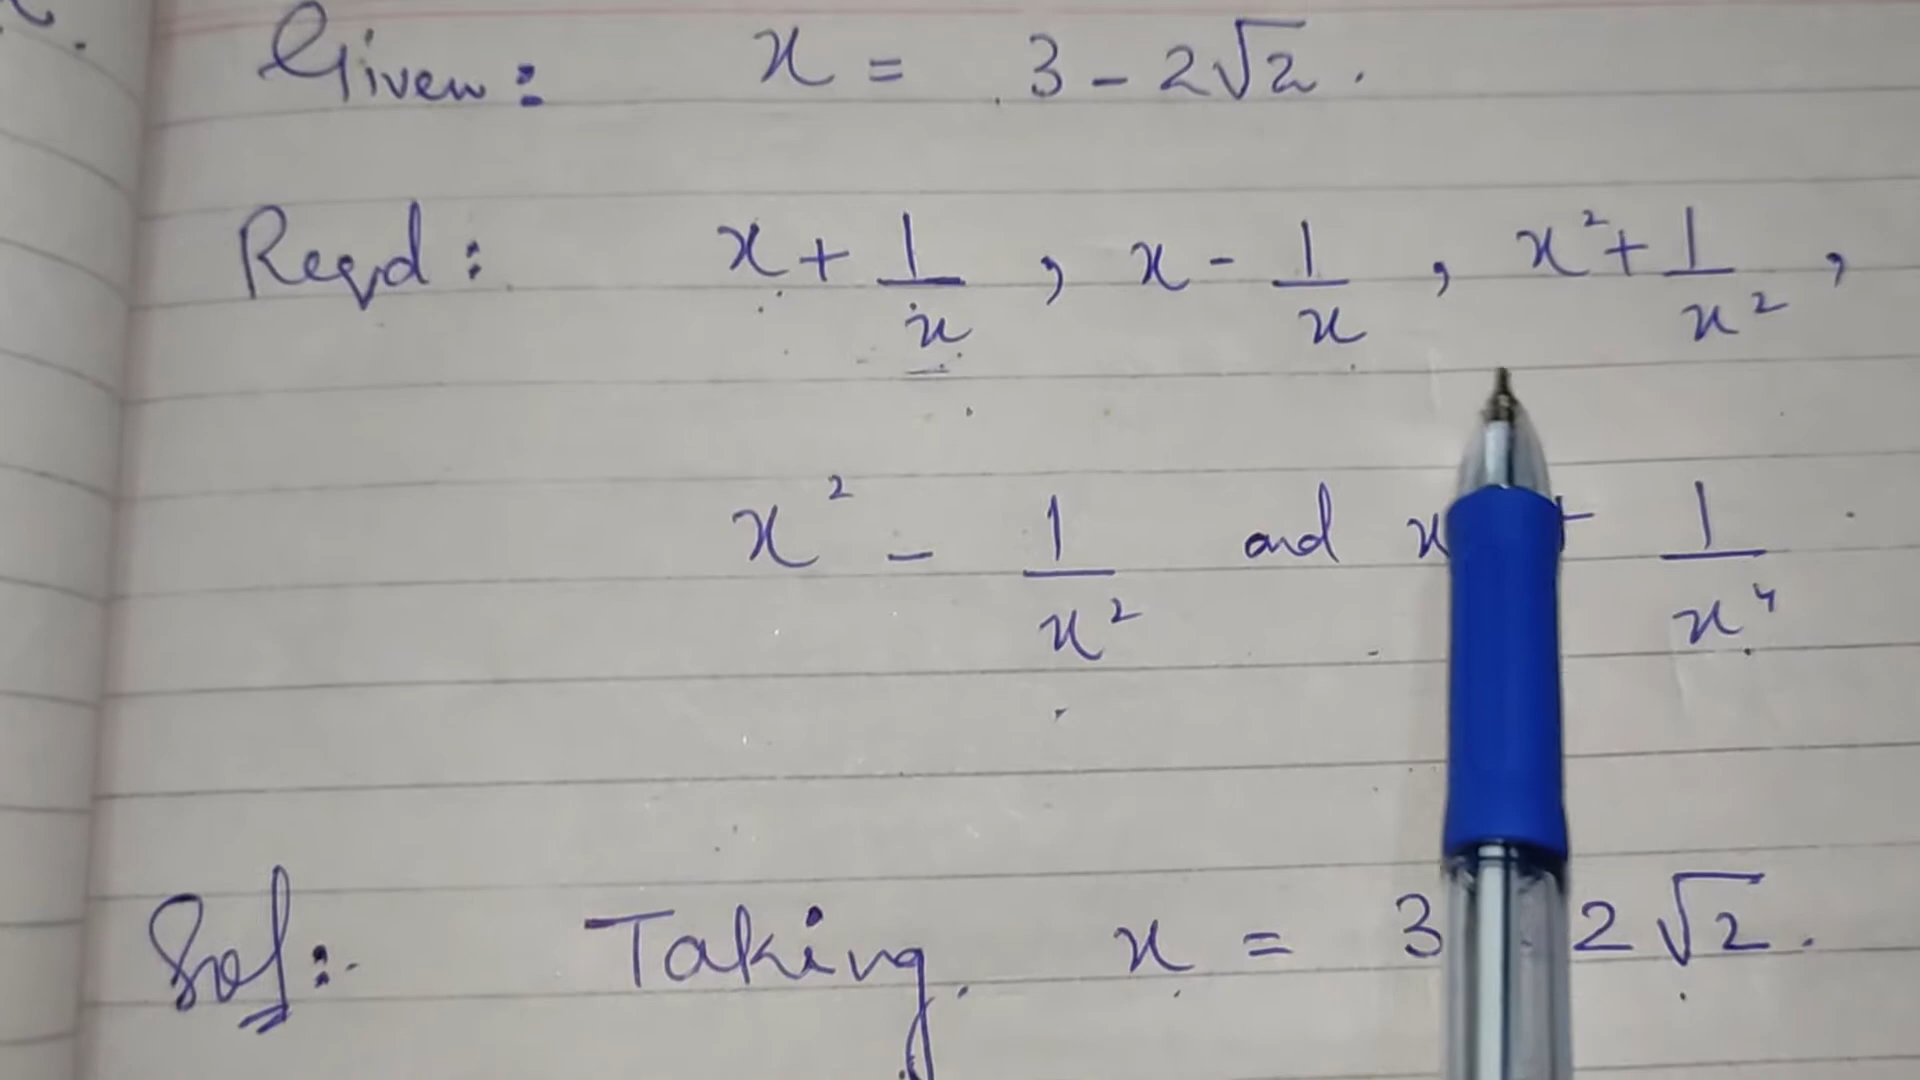 Given: x = 3 - 2√2.
Reqd: x + 1/x , x - 1/x , x² + 1/x² ,
x² - 1/x² and x + 1/x⁴
Sol: Taking x = 3 2√2.